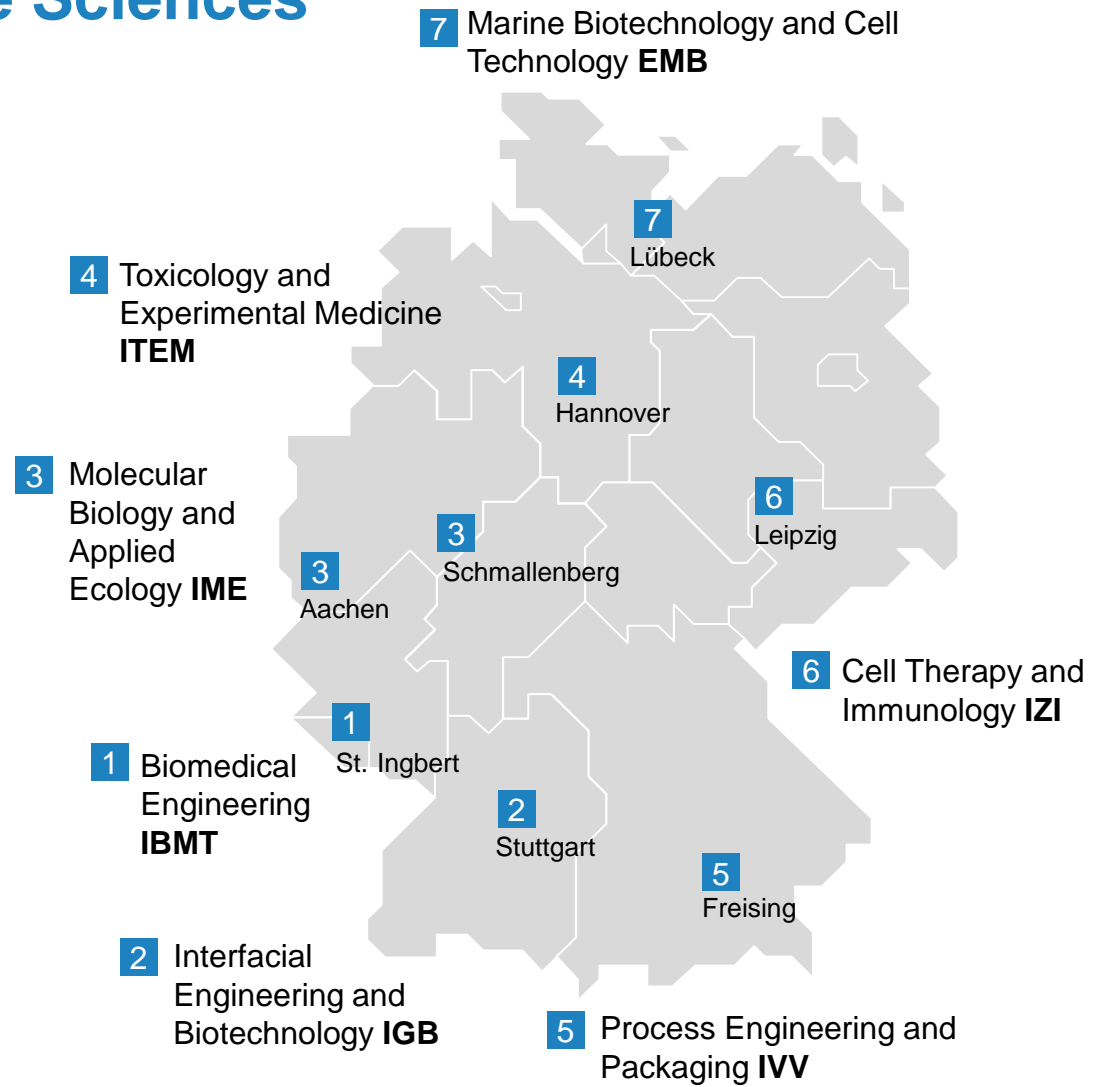 e Sciences
7 Marine Biotechnology and Cell
Technology EMB
7
Lübeck
4 Toxicology and
Experimental Medicine
ITEM
4
Hannover
3 Molecular
Biology and
Applied
Ecology IME
3
Schmallenberg
3
Aachen
6
Leipzig
6 Cell Therapy and
Immunology IZI
1
St. Ingbert
1 Biomedical
Engineering
IBMT
2
Stuttgart
5
Freising
2 Interfacial
Engineering and
Biotechnology IGB
5 Process Engineering and
Packaging IVV